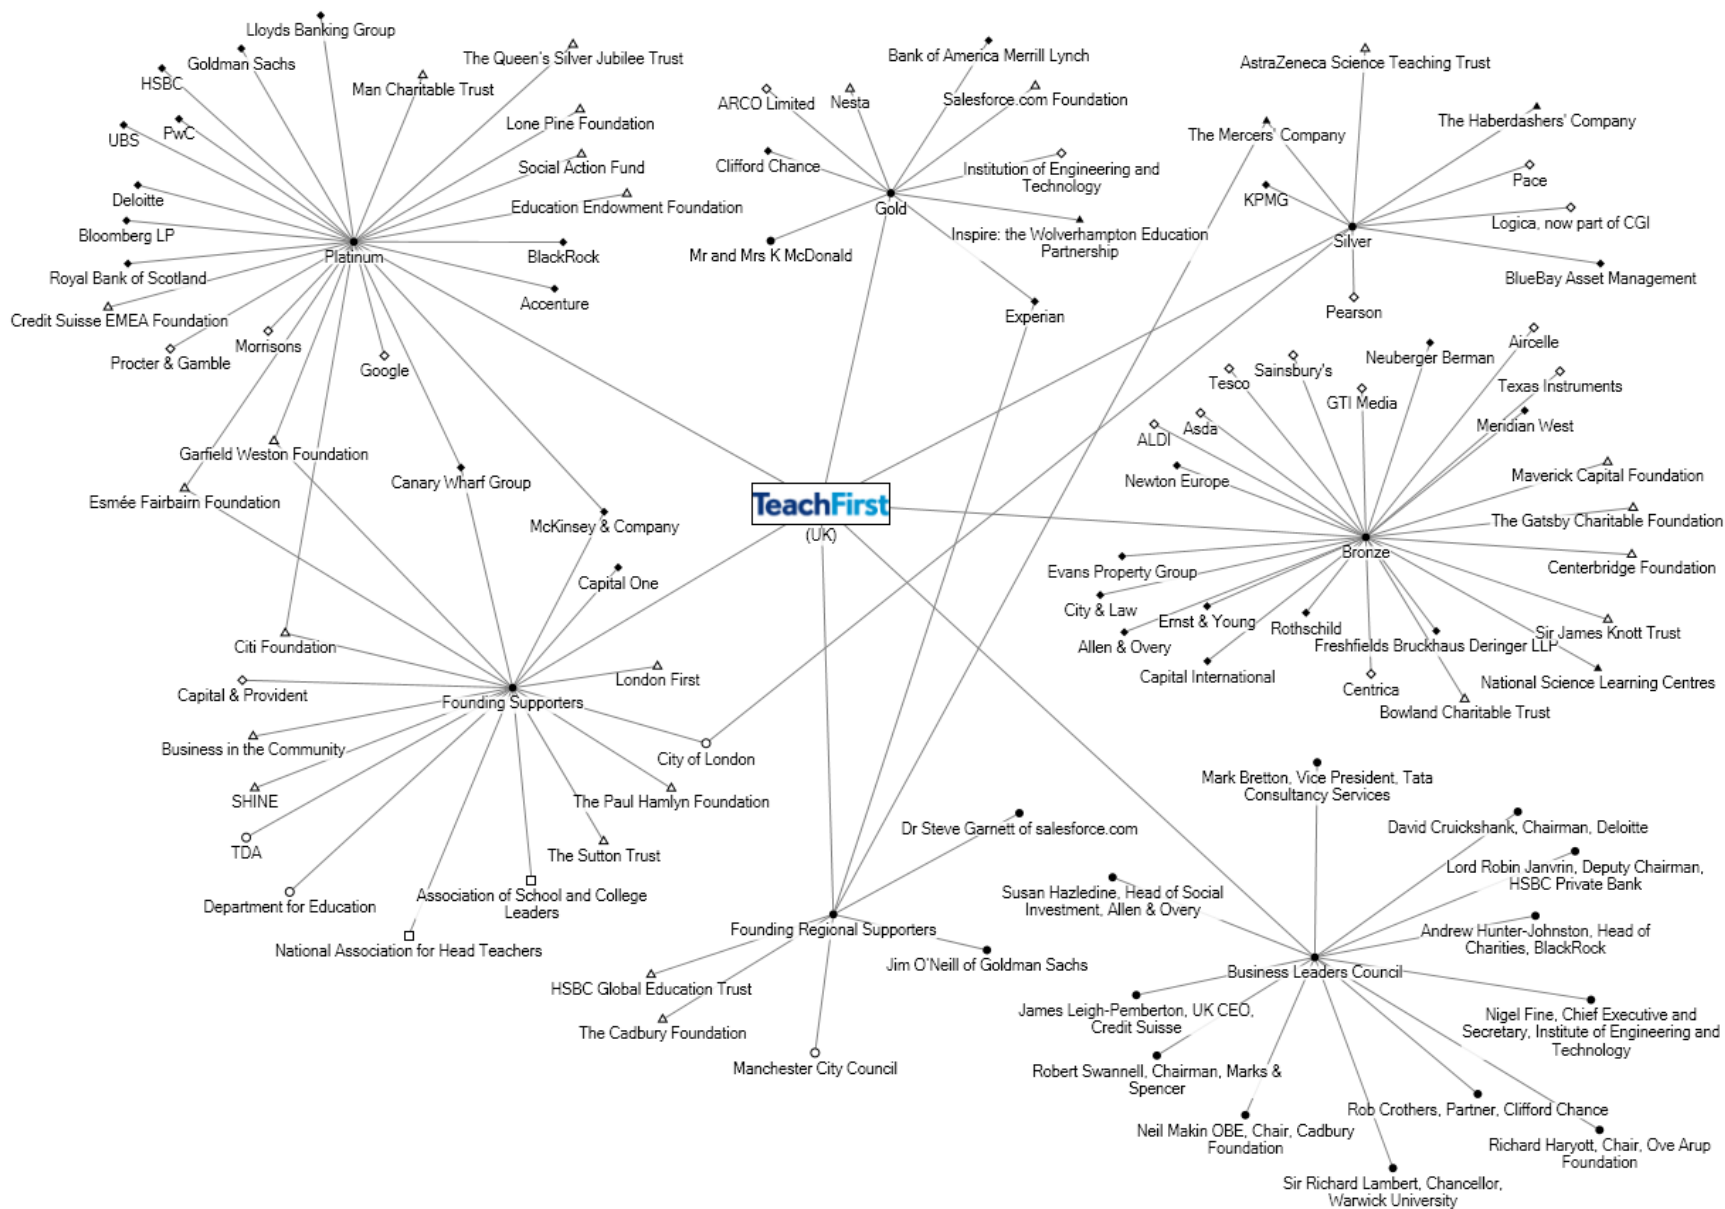 Lloyds Banking Group
Goldman Sachs
The Queen's Silver Jubilee Trust
HSBC
Man Charitable Trust
Lone Pine Foundation
UBS
PwC
Social Action Fund
Deloitte
Education Endowment Foundation
Bloomberg LP
BlackRock
Platinum
Royal Bank of Scotland
Accenture
Credit Suisse EMEA Foundation
Morrisons
Procter & Gamble
Google
Garfield Weston Foundation
Canary Wharf Group
Esmée Fairbairn Foundation
McKinsey & Company
Bank of America Merrill Lynch
ARCO Limited
Nesta
Salesforce.com Foundation
Clifford Chance
Institution of Engineering and
Technology
Gold
Inspire: the Wolverhampton Education
Partnership
Mr and Mrs K McDonald
Experian
AstraZeneca Science Teaching Trust
The Mercers' Company
The Haberdashers' Company
Pace
KPMG
Logica, now part of CGI
Silver
BlueBay Asset Management
Pearson
TeachFirst
(UK)
Aircelle
Neuberger Berman
Sainsbury's
Tesco
Texas Instruments
GTI Media
Meridian West
Asda
ALDI
Newton Europe
Maverick Capital Foundation
The Gatsby Charitable Foundation
Bronze
Evans Property Group
Centerbridge Foundation
City & Law
Ernst & Young
Rothschild
Sir James Knott Trust
Allen & Overy
Freshfields Bruckhaus Deringer LLP
Capital International
Centrica
National Science Learning Centres
Bowland Charitable Trust
Capital One
Citi Foundation
London First
Capital & Provident
Founding Supporters
Business in the Community
City of London
SHINE
The Paul Hamlyn Foundation
TDA
The Sutton Trust
Association of School and College
Leaders
Department for Education
National Association for Head Teachers
Dr Steve Garnett of salesforce.com
Founding Regional Supporters
Jim O'Neill of Goldman Sachs
HSBC Global Education Trust
The Cadbury Foundation
Manchester City Council
Mark Bretton, Vice President, Tata
Consultancy Services
David Cruickshank, Chairman, Deloitte
Lord Robin Janvrin, Deputy Chairman,
HSBC Private Bank
Susan Hazledine, Head of Social
Investment, Allen & Overy
Andrew Hunter-Johnston, Head of
Charities, BlackRock
Business Leaders Council
James Leigh-Pemberton, UK CEO,
Credit Suisse
Nigel Fine, Chief Executive and
Secretary, Institute of Engineering and
Technology
Robert Swannell, Chairman, Marks &
Spencer
Rob Crothers, Partner, Clifford Chance
Neil Makin OBE, Chair, Cadbury
Foundation
Richard Haryott, Chair, Ove Arup
Foundation
Sir Richard Lambert, Chancellor,
Warwick University